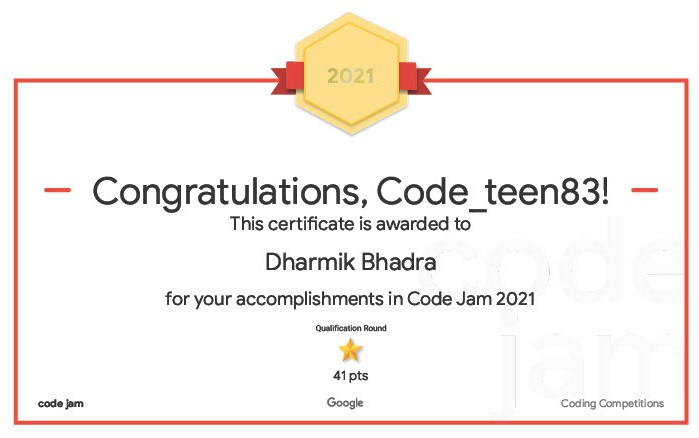 2021
Congratulations, Code_teen83!
This certificate is awarded to
Dharmik Bhadra
for your accomplishments in Code Jam 2021
code
jam
Qualification Round
41 pts
code jam Google Coding Competitions